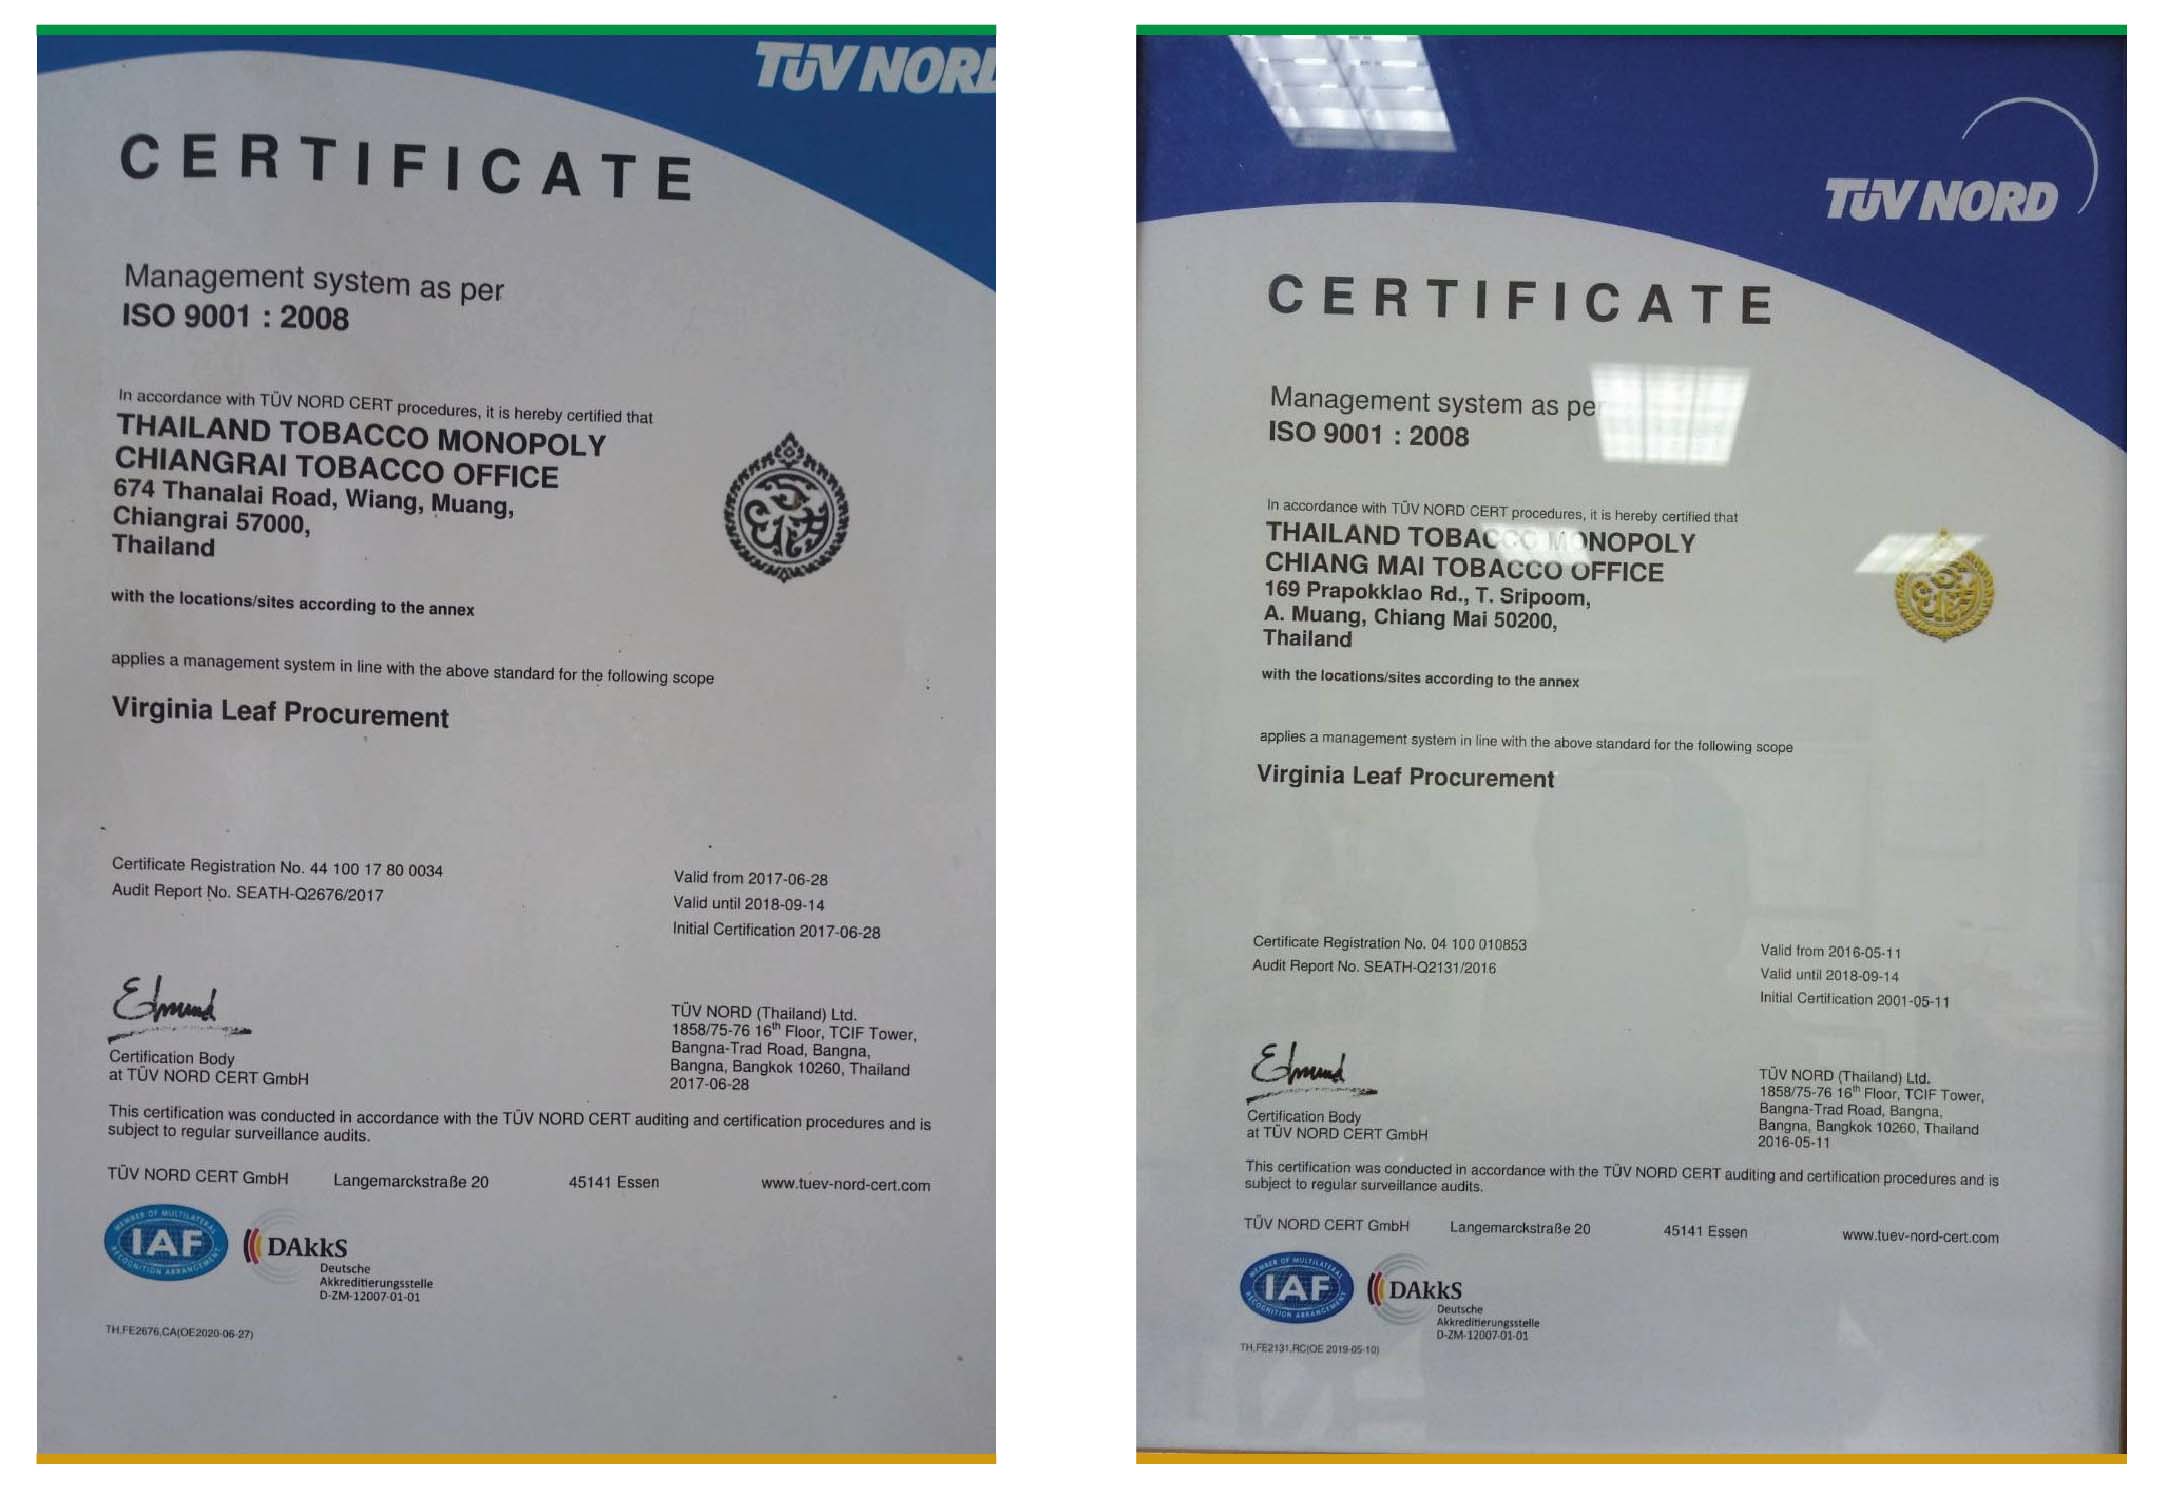 TÜV NORD
CERTIFICATE
Management system as per
ISO 9001 : 2008
In accordance with TÜV NORD CERT procedures, it is hereby certified that
THAILAND TOBACCO MONOPOLY
CHIANGRAI TOBACCO OFFICE
674 Thanalai Road, Wiang, Muang,
Chiangrai 57000,
Thailand
with the locations/sites according to the annex
applies a management system in line with the above standard for the following scope
Virginia Leaf Procurement
Certificate Registration No. 44 100 17 80 0034
Audit Report No. SEATH-Q2676/2017
Valid from 2017-06-28
Valid until 2018-09-14
Initial Certification 2017-06-28
Edmund
Certification Body
at TÜV NORD CERT GmbH
TÜV NORD (Thailand) Ltd.
1858/75-76 16th Floor, TCIF Tower,
Bangna-Trad Road, Bangna,
Bangna, Bangkok 10260, Thailand
2017-06-28
This certification was conducted in accordance with the TÜV NORD CERT auditing and certification procedures and is
subject to regular surveillance audits.
TÜV NORD CERT GmbH Langemarckstraße 20 45141 Essen www.tuev-nord-cert.com
MEMBER OF MULTILATERAL
IAF
RECOGNITION ARRANGEMENT
DAkkS
Deutsche
Akkreditierungsstelle
D-ZM-12007-01-01
TH.FE2676.CA(OE2020-06-27)
TÜV NORD
CERTIFICATE
Management system as pe
ISO 9001 : 2008
In accordance with TÜV NORD CERT procedures, it is hereby certified that
THAILAND TOBACCO MONOPOLY
CHIANG MAI TOBACCO OFFICE
169 Prapokklao Rd., T. Sripoom,
A. Muang, Chiang Mai 50200,
Thailand
with the locations/sites according to the annex
applies a management system in line with the above standard for the following scope
Virginia Leaf Procurement
Certificate Registration No. 04 100 010853
Audit Report No. SEATH-Q2131/2016
Valid from 2016-05-11
Valid until 2018-09-14
Initial Certification 2001-05-11
Edmund
Certification Body
at TÜV NORD CERT GmbH
TÜV NORD (Thailand) Ltd.
1858/75-76 16th Floor, TCIF Tower,
Bangna-Trad Road, Bangna,
Bangna, Bangkok 10260, Thailand
2016-05-11
This certification was conducted in accordance with the TÜV NORD CERT auditing and certification procedures and is
subject to regular surveillance audits.
TÜV NORD CERT GmbH Langemarckstraße 20 45141 Essen www.tuev-nord-cert.com
MEMBER OF MULTILATERAL
IAF
RECOGNITION ARRANGEMENT
DAkkS
Deutsche
Akkreditierungsstelle
D-ZM-12007-01-01
TH.FE2131.RC(OE 2019-05-10)